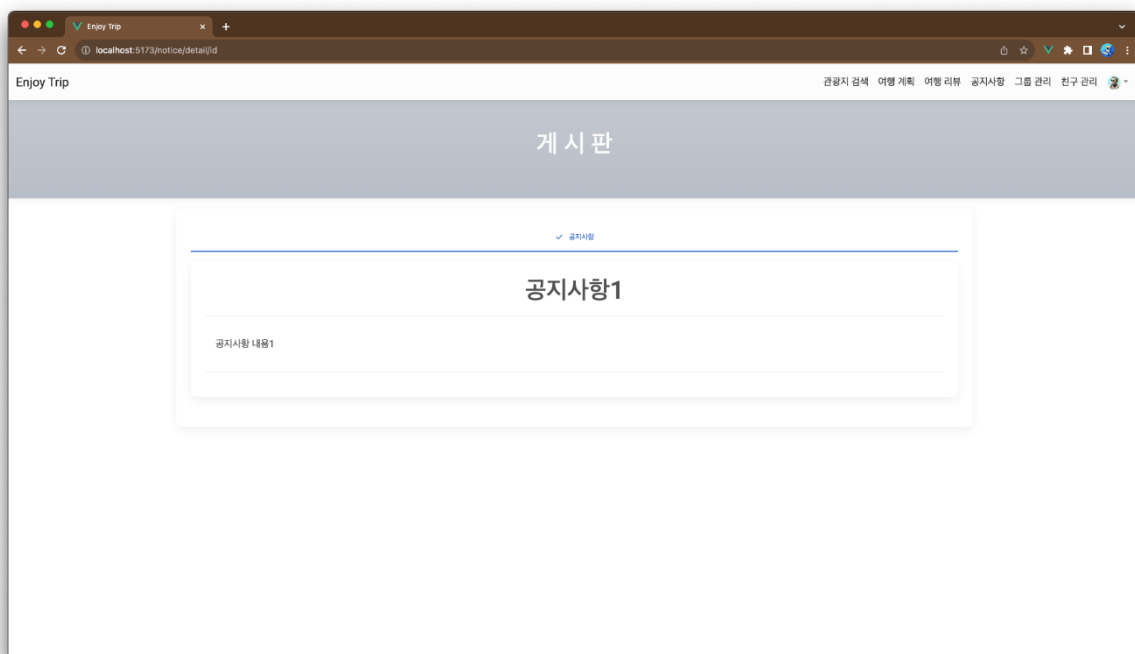 Enjoy Trip
localhost:5173/notice/detail/id
Enjoy Trip
관광지 검색 여행 계획 여행 리뷰 공지사항 그룹 관리 친구 관리
게시판
공지사항
공지사항1
공지사항 내용1